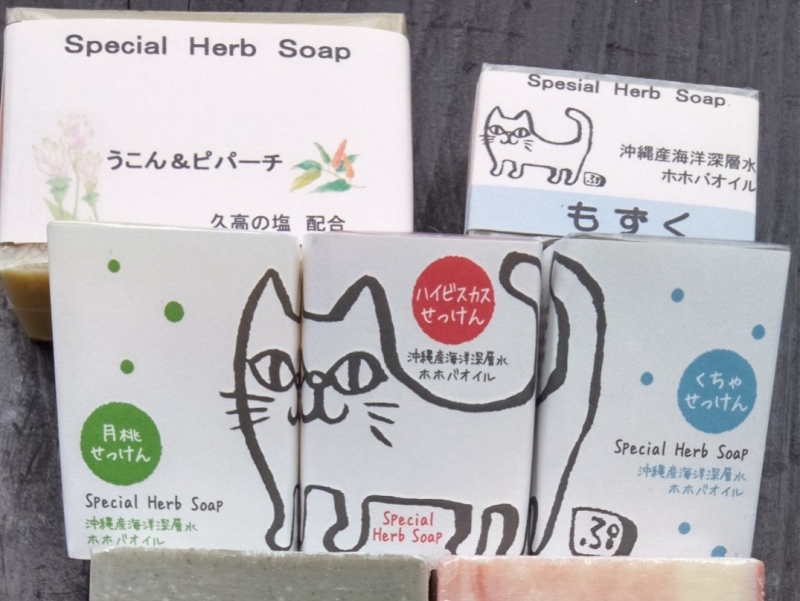 Special Herb Soap
うこん&ピパーチ
久高の塩 配合
Spesial Herb Soap
沖縄産海洋深層水
ホホバオイル
もずく
月桃
せっけん
Special Herb Soap
沖縄産海洋深層水
ホホバオイル
ハイビスカス
せっけん
沖縄産海洋深層水
ホホバオイル
Special
Herb Soap
くちゃ
せっけん
Special Herb Soap
沖縄産海洋深層水
ホホバオイル